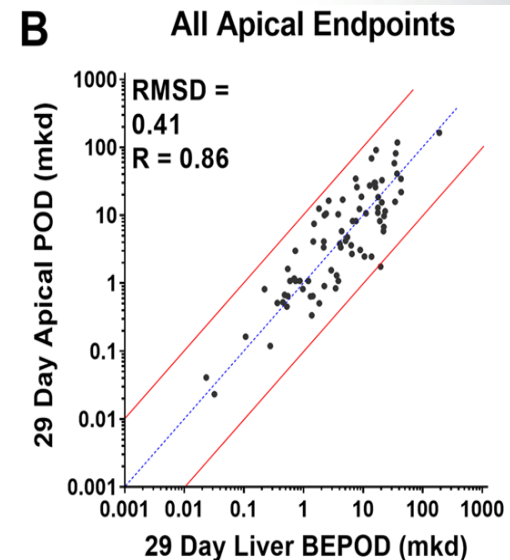 B
All Apical Endpoints
29 Day Apical POD (mkd)
1000
100
10
1
0.1
0.01
0.001
RMSD =
0.41
R = 0.86
0.001 0.01 0.1 1 10 100 1000
29 Day Liver BEPOD (mkd)